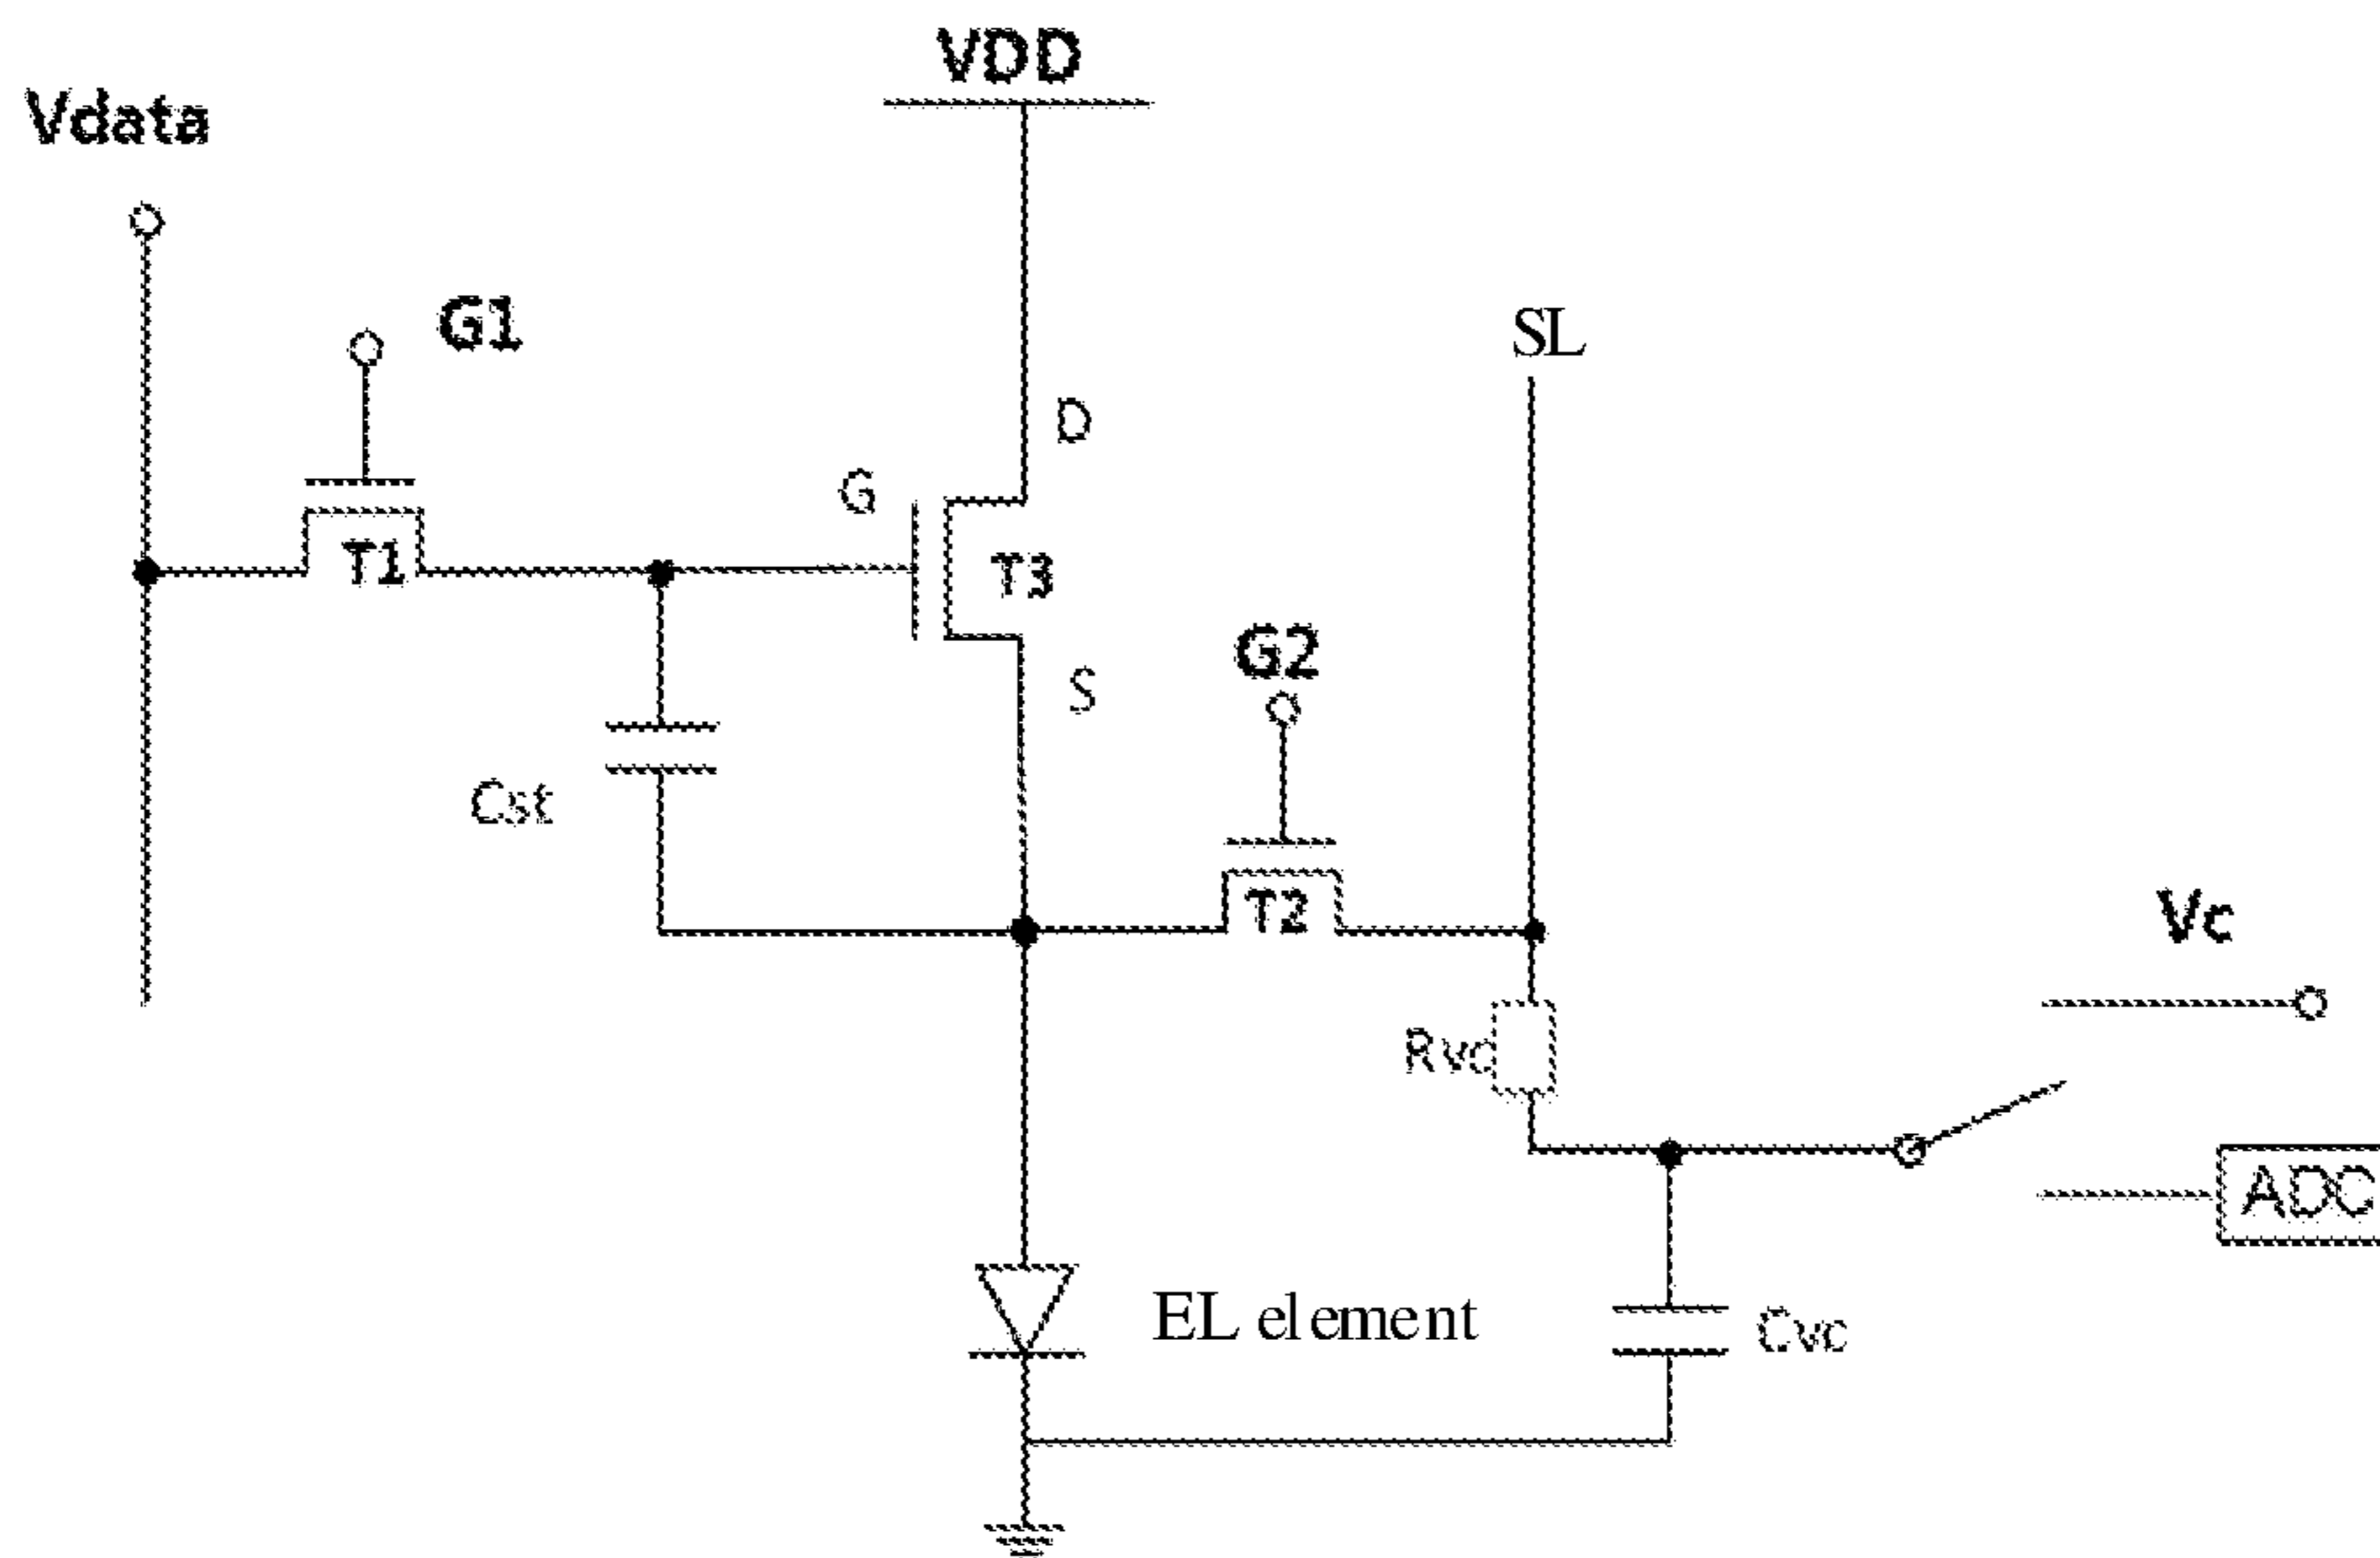 VDD
Vdata
G1
SL
D
G
T1
T3
G2
S
Cst
T2
Vc
Rvc
ADC
EL element
Cvc